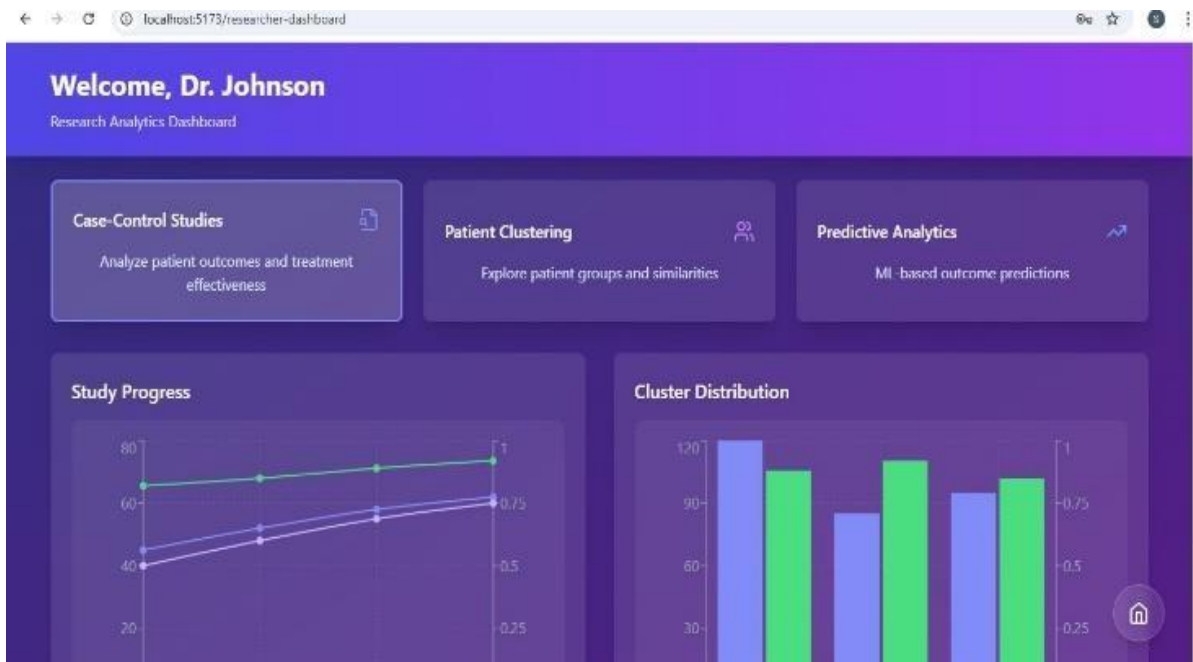 localhost:5173/researcher-dashboard
S
Welcome, Dr. Johnson
Research Analytics Dashboard
Case-Control Studies
Analyze patient outcomes and treatment
effectiveness
Patient Clustering
Explore patient groups and similarities
Predictive Analytics
ML-based outcome predictions
Study Progress
80
60
40
20
1
0.75
0.5
0.25
Cluster Distribution
120
90
60
30
1
0.75
0.5
0.25